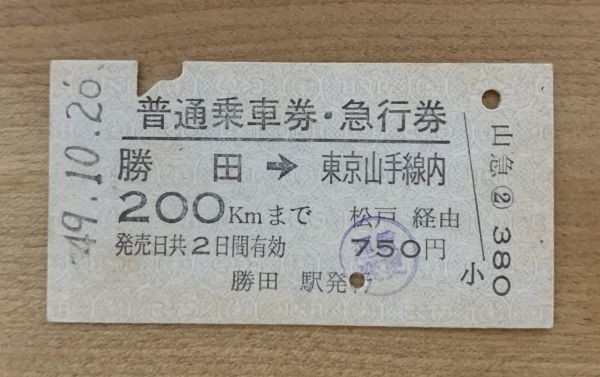 49.10.20
普通乗車券・急行券
勝田→東京山手線内
200Kmまで 松戸 経由
発売日共2日間有効 750円
勝田 駅発行
小
山急②380